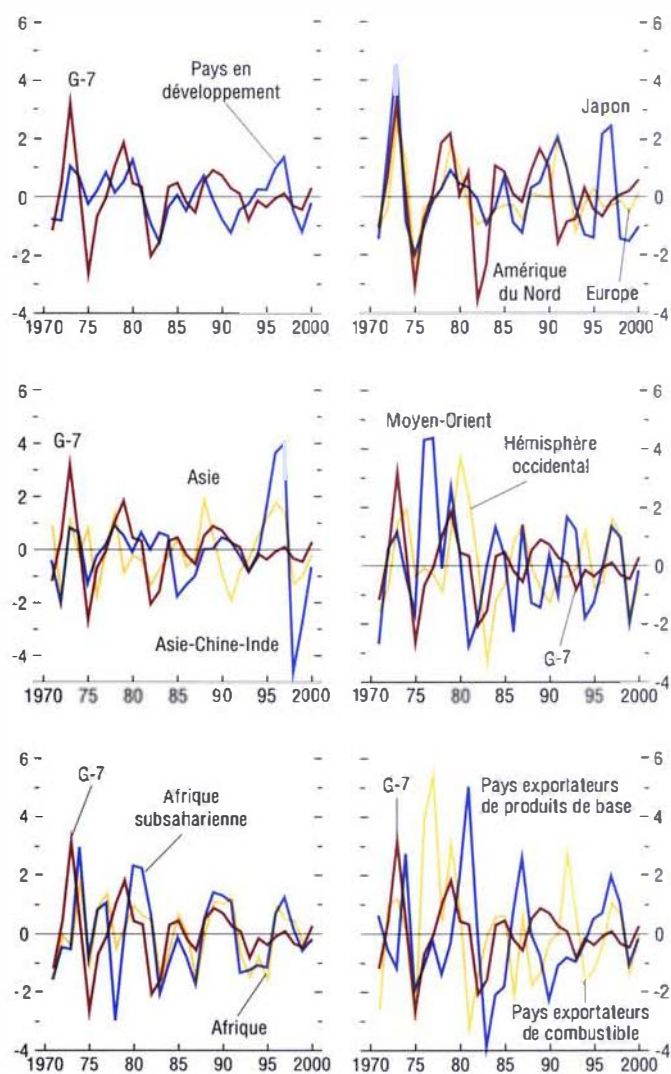 6
4
2
0
-2
-4
G-7
Pays en
développement
1970 75 80 85 90 95 2000
6
4
2
0
-2
-4
Japon
Amérique
du Nord
Europe
1970 75 80 85 90 95 2000
6
4
2
0
-2
-4
G-7
Asie
Asie-Chine-Inde
1970 75 80 85 90 95 2000
6
4
2
0
-2
-4
Moyen-Orient
Hémisphère
occidental
G-7
1970 75 80 85 90 95 2000
6
4
2
0
-2
-4
G-7
Afrique
subsaharienne
Afrique
1970 75 80 85 90 95 2000
6
4
2
0
-2
-4
G-7
Pays exportateurs
de produits de base
Pays exportateurs
de combustible
1970 75 80 85 90 95 2000